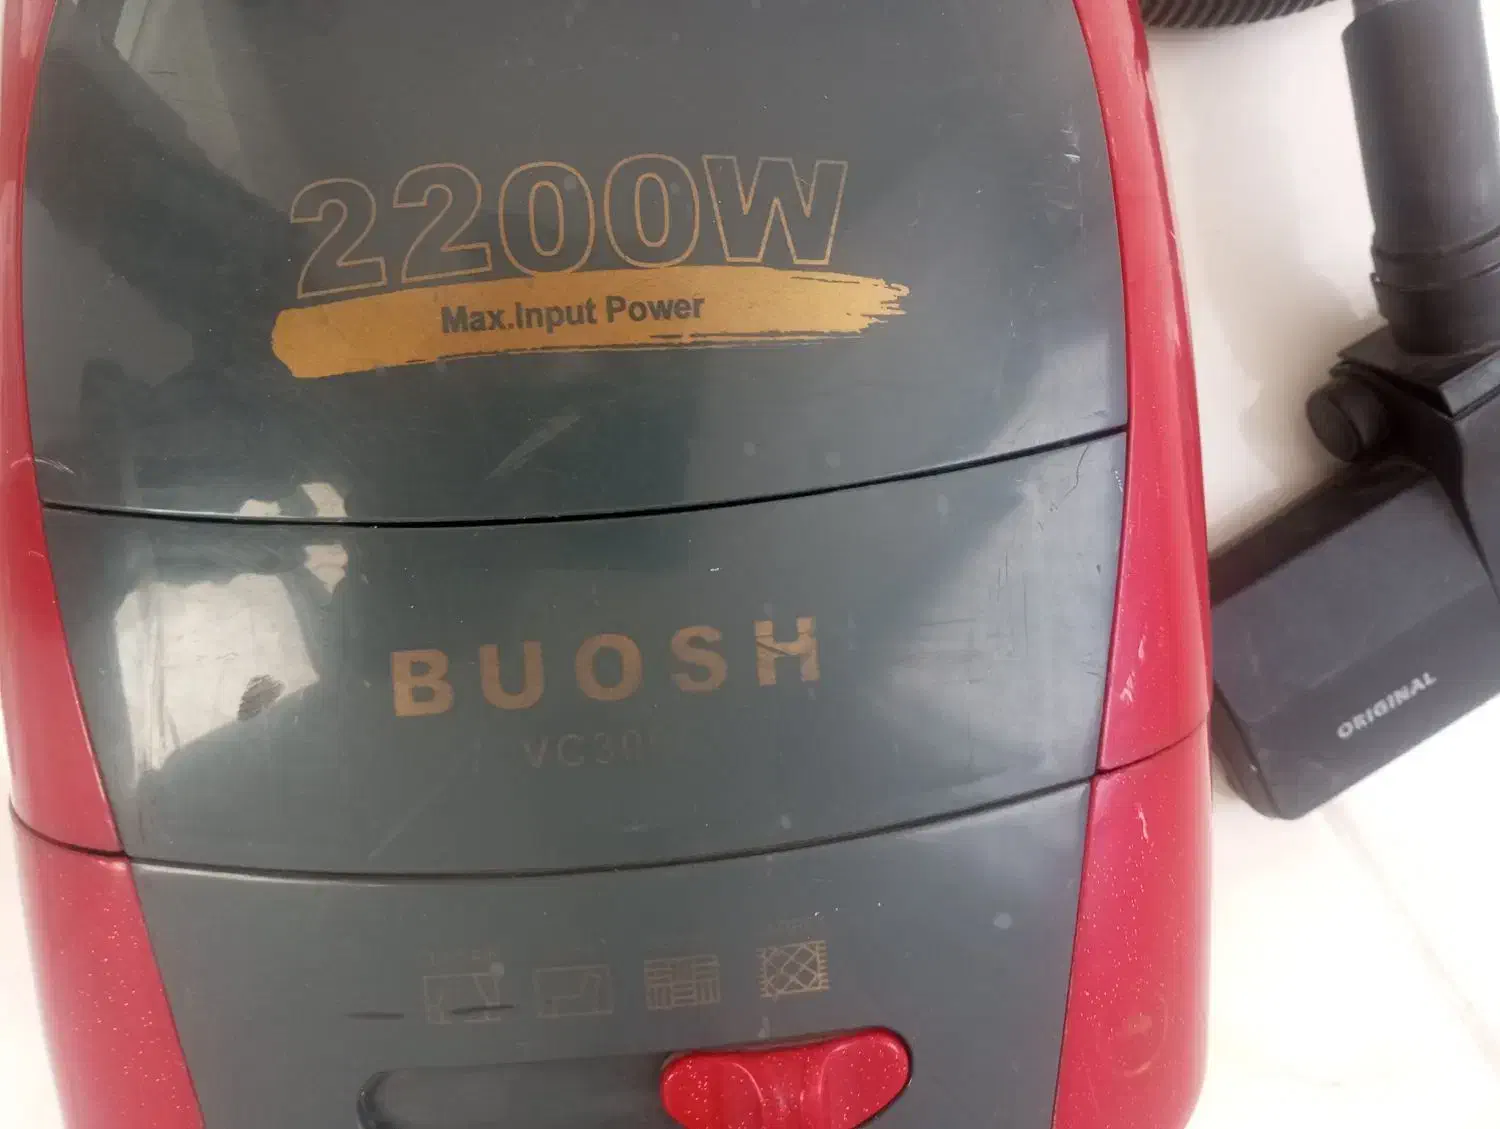 2200W
Max.Input Power
BUOSH
ORIGINAL